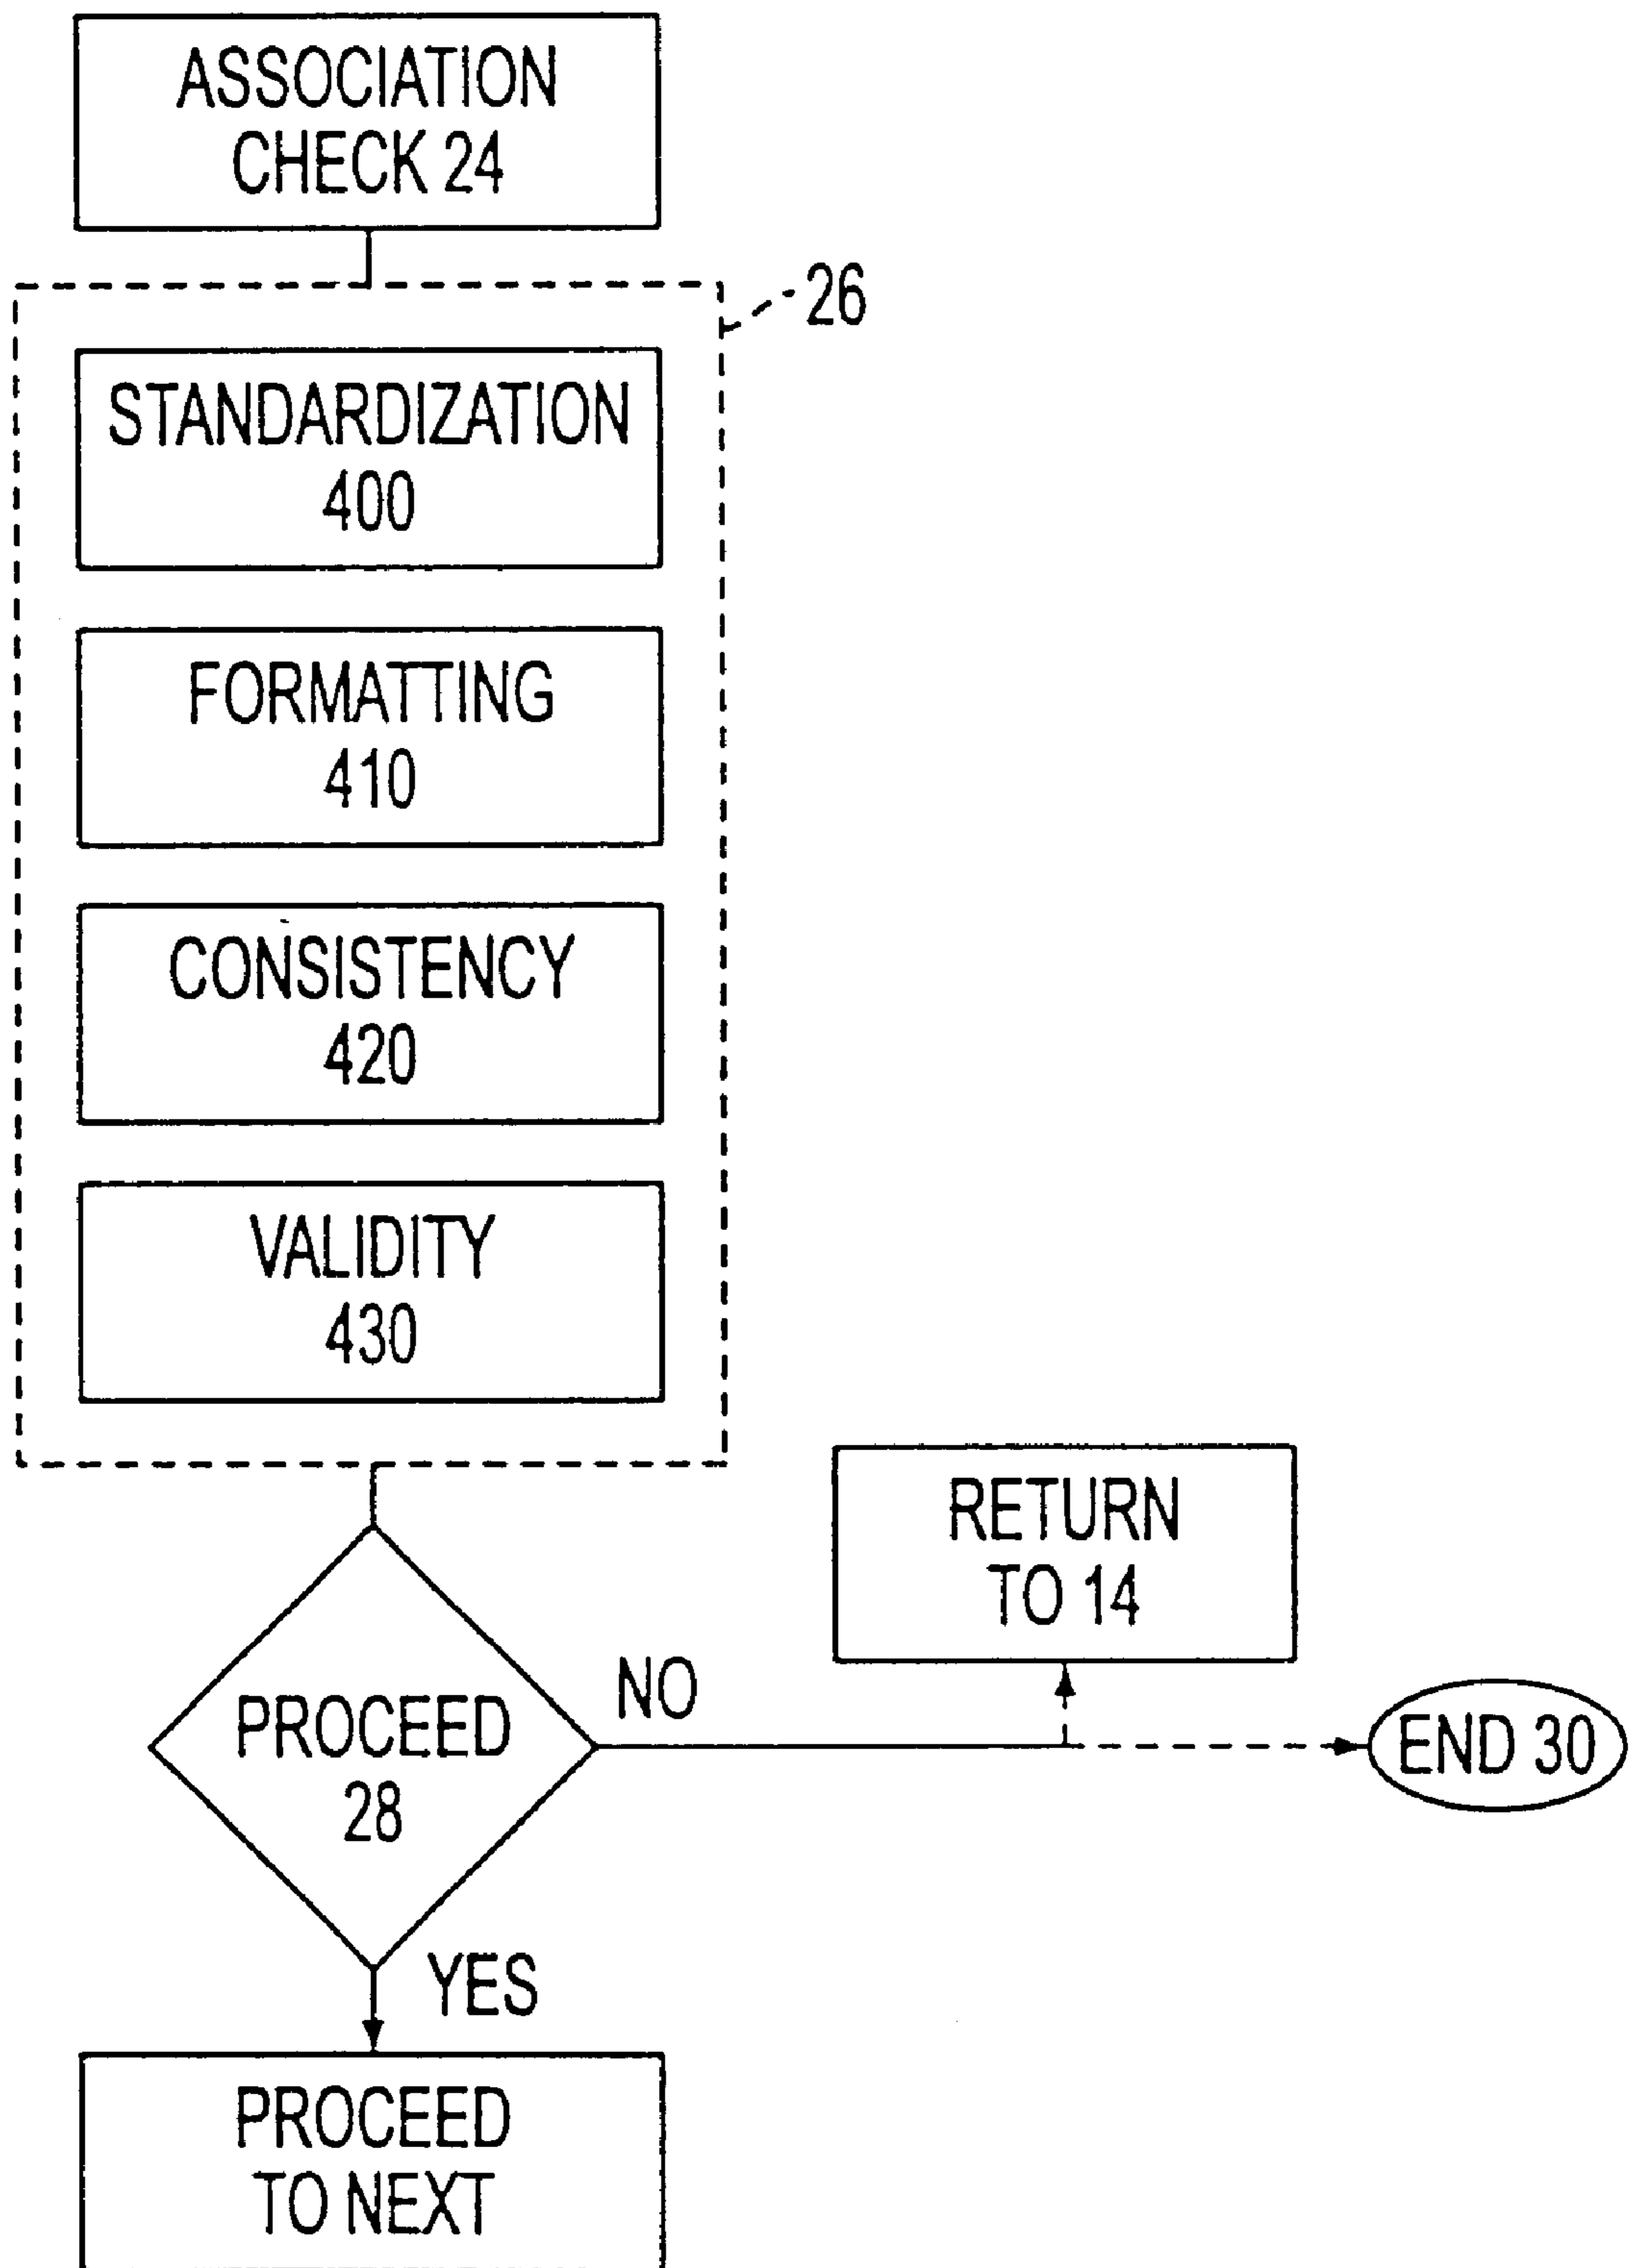 ASSOCIATION
CHECK 24
26
STANDARDIZATION
400
FORMATTING
410
CONSISTENCY
420
VALIDITY
430
RETURN
TO 14
NO
PROCEED
28
END 30
YES
PROCEED
TO NEXT